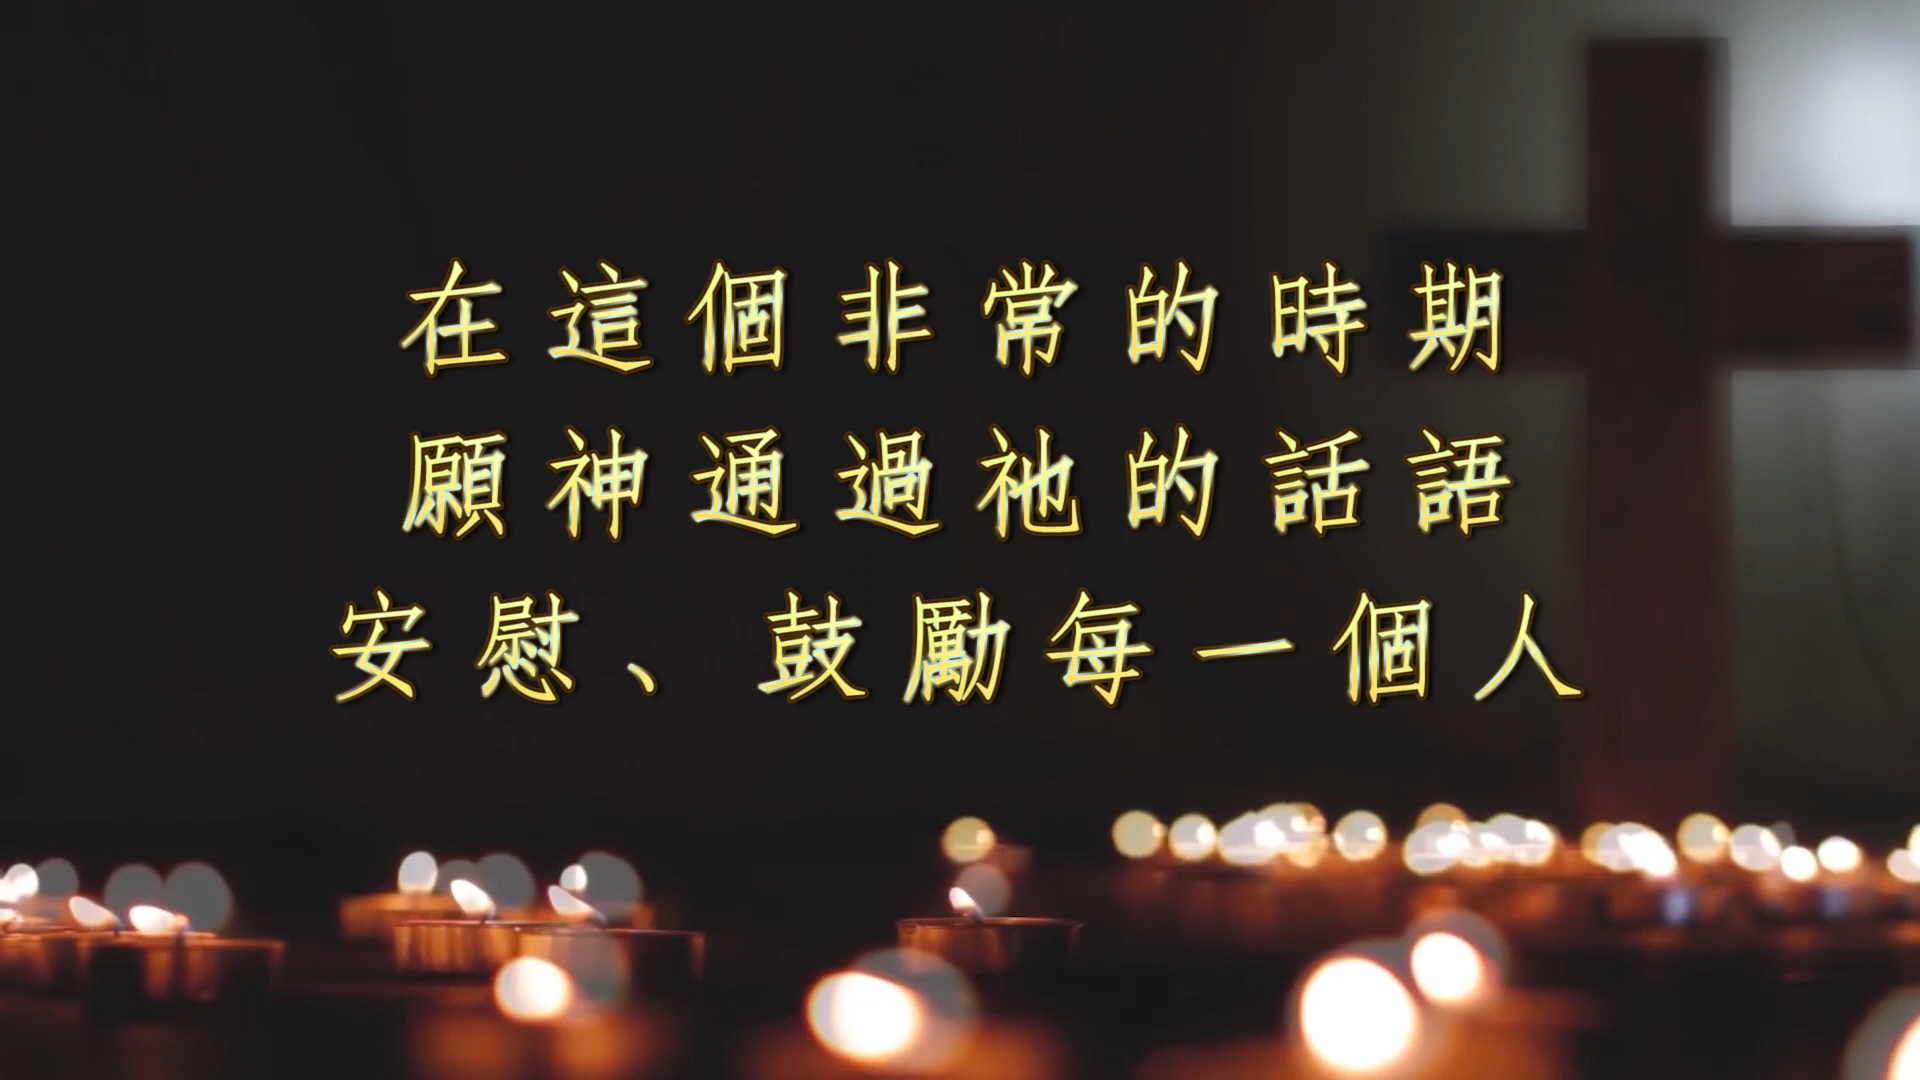 在這個非常的時期
願神通過祂的話語
安慰、鼓勵每一個人